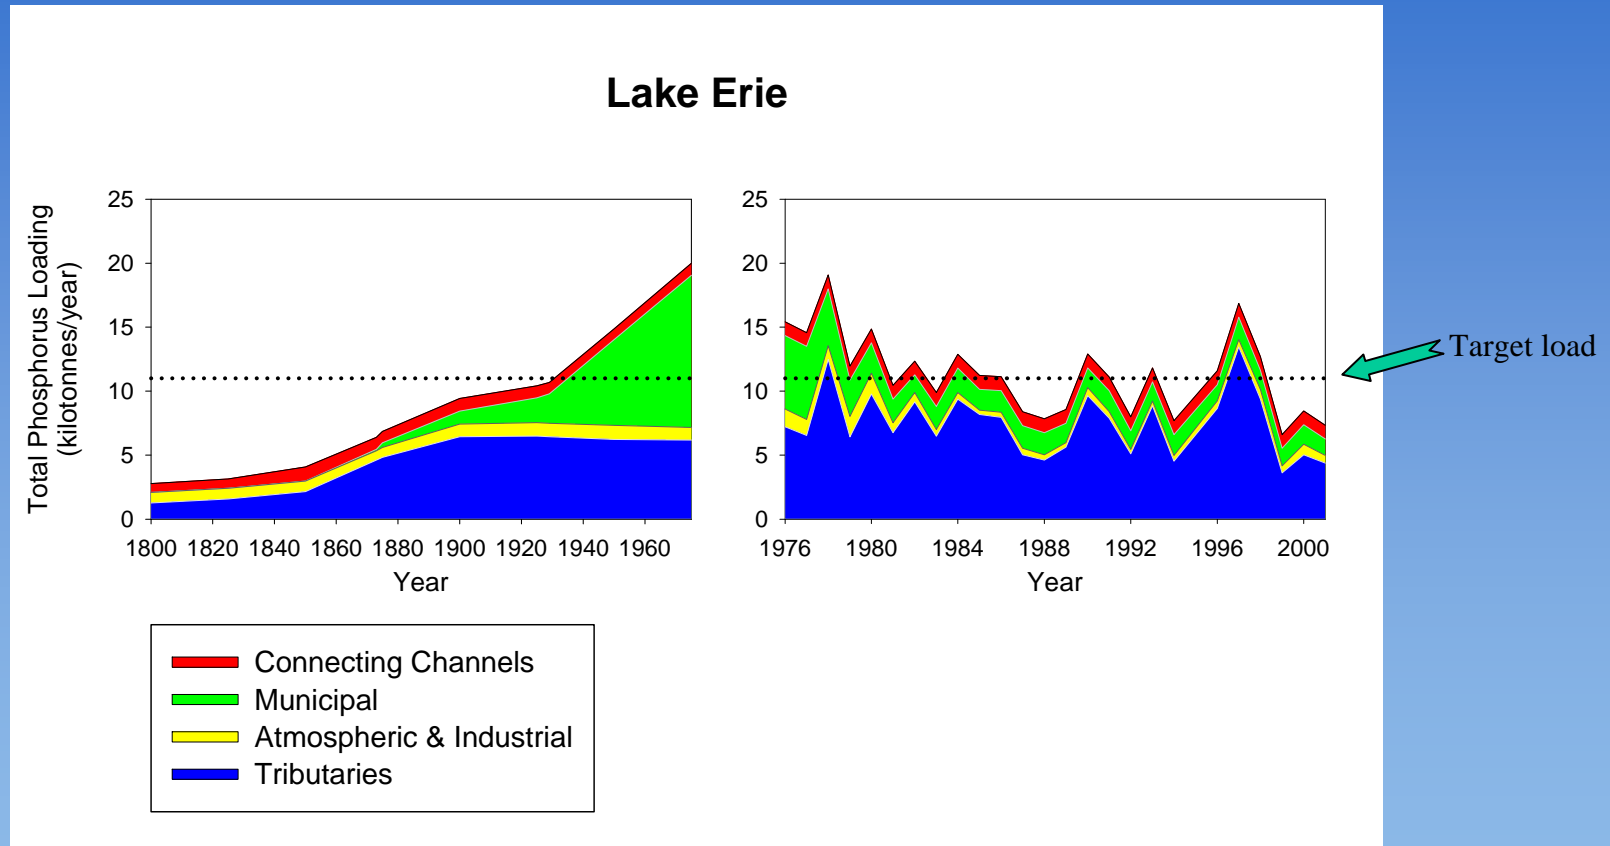 Lake Erie
Total Phosphorus Loading
(kilotonnes/year)
25
20
15
10
5
0
1800 1820 1840 1860 1880 1900 1920 1940 1960
Year
25
20
15
10
5
0
1976 1980 1984 1988 1992 1996 2000
Year
Target load
Connecting Channels
Municipal
Atmospheric & Industrial
Tributaries